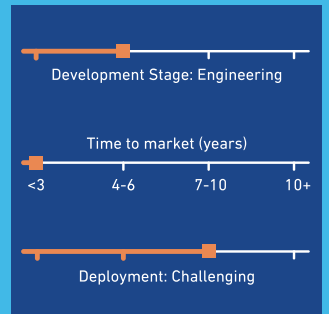 Development Stage: Engineering
Time to market (years)
<3 4-6 7-10 10+
Deployment: Challenging